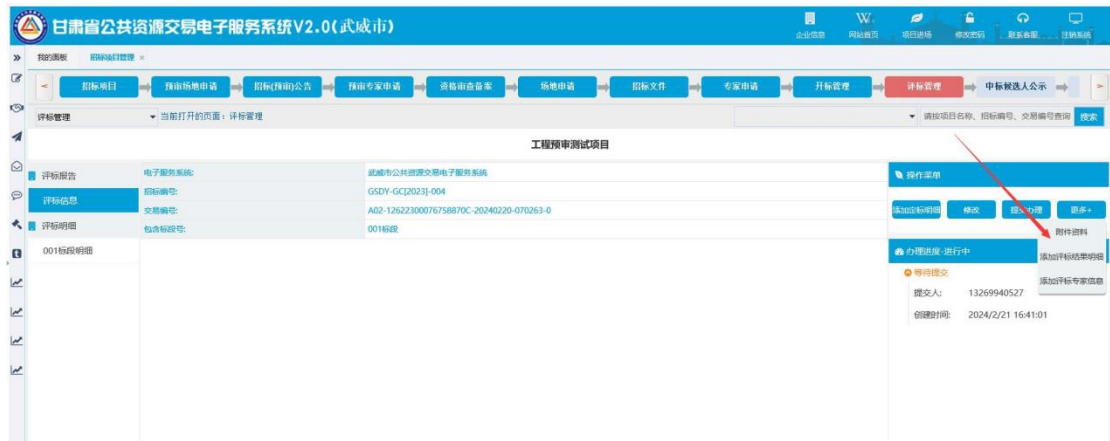 甘肃省公共资源交易电子服务系统V2.0(武威市)
企业信息 网站首页 项目进场 修改密码 联系客服 注销系统
我的面板 招标项目管理 ×
招标项目 预审场地申请 招标(预审)公告 预审专家申请 资格审查备案 场地申请 招标文件 专家申请 开标管理 评标管理 中标候选人公示
评标管理 当前打开的页面：评标管理 请按项目名称、招标编号、交易编号查询 搜索
工程预审测试项目
评标报告
评标信息
评标明细
001标段明细
电子服务系统: 武威市公共资源交易电子服务系统
招标编号: GSDY-GC[2023]-004
交易编号: A02-12622300076758870C-20240220-070263-0
包含标段号: 001标段
操作菜单
添加定标明细 修改 提交办理 更多+
附件资料
添加评标结果明细
添加评标专家信息
办理进度-进行中
等待提交
提交人: 13269940527
创建时间: 2024/2/21 16:41:01